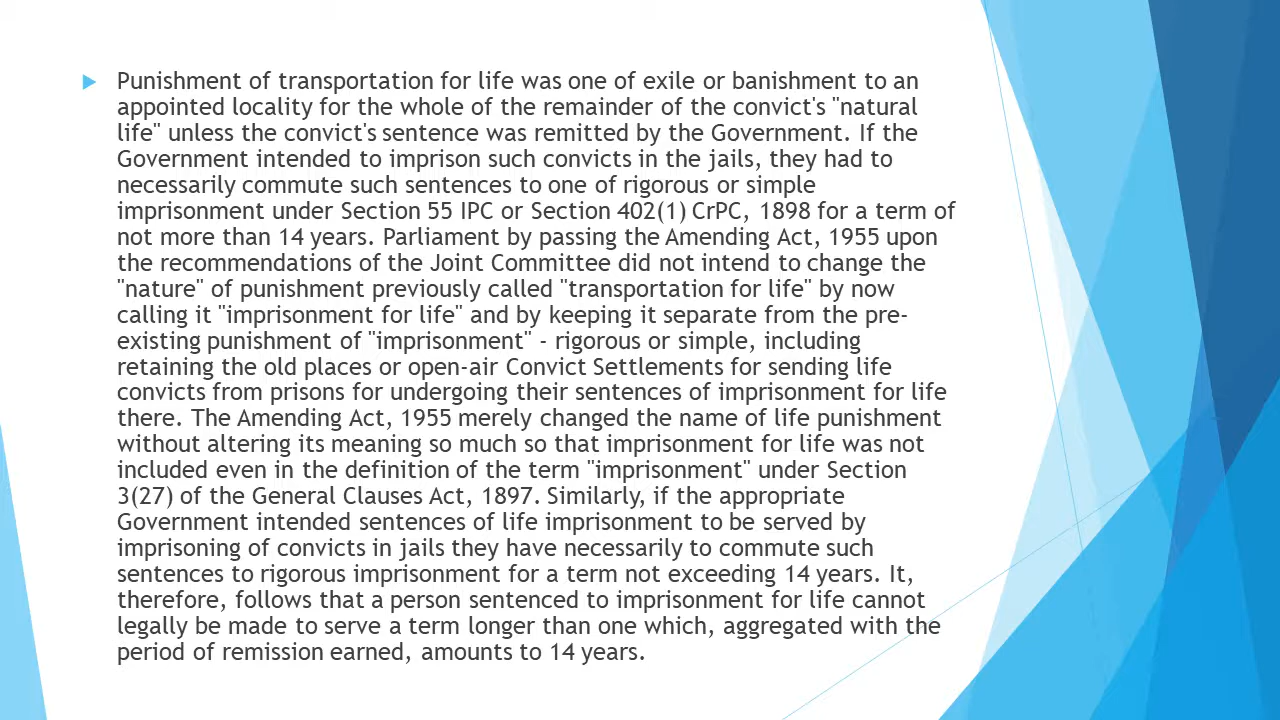 Punishment of transportation for life was one of exile or banishment to an
appointed locality for the whole of the remainder of the convict's "natural
life" unless the convict's sentence was remitted by the Government. If the
Government intended to imprison such convicts in the jails, they had to
necessarily commute such sentences to one of rigorous or simple
imprisonment under Section 55 IPC or Section 402(1) CrPC, 1898 for a term of
not more than 14 years. Parliament by passing the Amending Act, 1955 upon
the recommendations of the Joint Committee did not intend to change the
"nature" of punishment previously called "transportation for life" by now
calling it "imprisonment for life" and by keeping it separate from the pre-
existing punishment of "imprisonment" - rigorous or simple, including
retaining the old places or open-air Convict Settlements for sending life
convicts from prisons for undergoing their sentences of imprisonment for life
there. The Amending Act, 1955 merely changed the name of life punishment
without altering its meaning so much so that imprisonment for life was not
included even in the definition of the term "imprisonment" under Section
3(27) of the General Clauses Act, 1897. Similarly, if the appropriate
Government intended sentences of life imprisonment to be served by
imprisoning of convicts in jails they have necessarily to commute such
sentences to rigorous imprisonment for a term not exceeding 14 years. It,
therefore, follows that a person sentenced to imprisonment for life cannot
legally be made to serve a term longer than one which, aggregated with the
period of remission earned, amounts to 14 years.